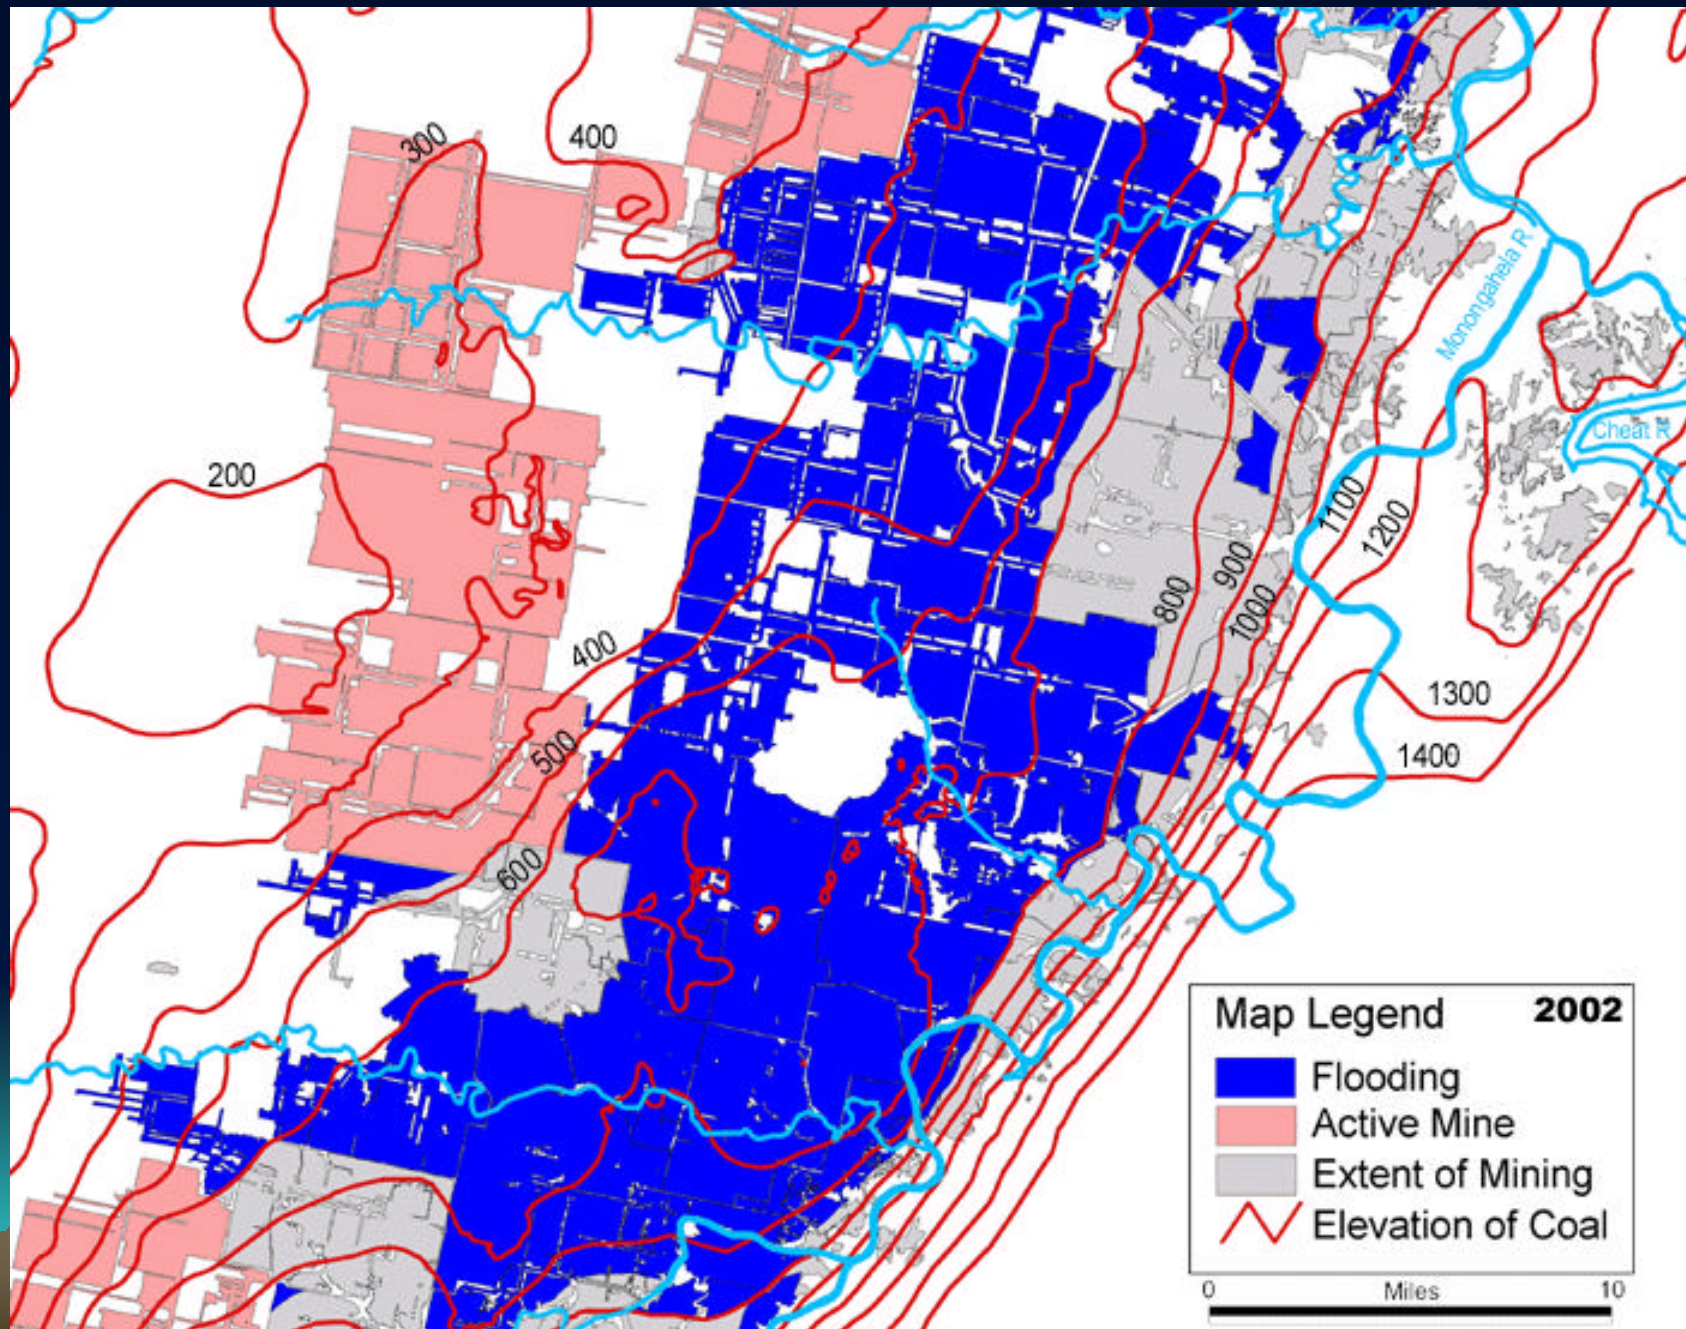 300
400
Monongahela R
Cheat R
200
1100
1200
900
800
1000
400
1300
500
1400
600
Map Legend 2002
Flooding
Active Mine
Extent of Mining
Elevation of Coal
0 Miles 10